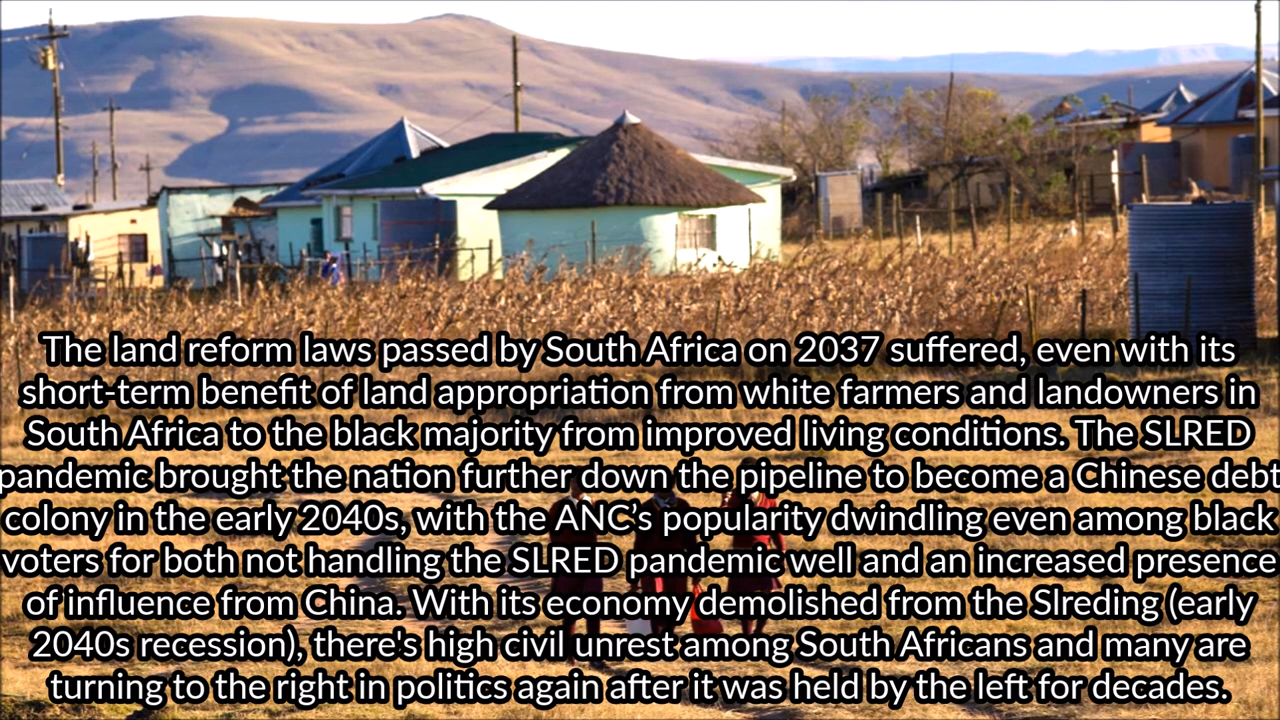 The land reform laws passed by South Africa on 2037 suffered, even with its
short-term benefit of land appropriation from white farmers and landowners in
South Africa to the black majority from improved living conditions. The SLRED
pandemic brought the nation further down the pipeline to become a Chinese debt
colony in the early 2040s, with the ANC’s popularity dwindling even among black
voters for both not handling the SLRED pandemic well and an increased presence
of influence from China. With its economy demolished from the Slreding (early
2040s recession), there's high civil unrest among South Africans and many are
turning to the right in politics again after it was held by the left for decades.